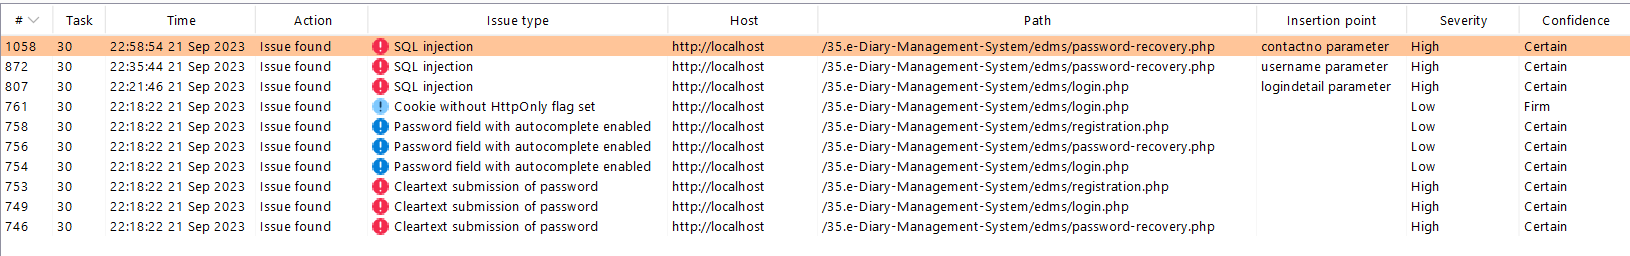 # Task Time Action Issue type Host Path Insertion point Severity Confidence
1058 30 22:58:54 21 Sep 2023 Issue found SQL injection http://localhost /35.e-Diary-Management-System/edms/password-recovery.php contactno parameter High Certain
872 30 22:35:44 21 Sep 2023 Issue found SQL injection http://localhost /35.e-Diary-Management-System/edms/password-recovery.php username parameter High Certain
807 30 22:21:46 21 Sep 2023 Issue found SQL injection http://localhost /35.e-Diary-Management-System/edms/login.php logindetail parameter High Certain
761 30 22:18:22 21 Sep 2023 Issue found Cookie without HttpOnly flag set http://localhost /35.e-Diary-Management-System/edms/login.php Low Firm
758 30 22:18:22 21 Sep 2023 Issue found Password field with autocomplete enabled http://localhost /35.e-Diary-Management-System/edms/registration.php Low Certain
756 30 22:18:22 21 Sep 2023 Issue found Password field with autocomplete enabled http://localhost /35.e-Diary-Management-System/edms/password-recovery.php Low Certain
754 30 22:18:22 21 Sep 2023 Issue found Password field with autocomplete enabled http://localhost /35.e-Diary-Management-System/edms/login.php Low Certain
753 30 22:18:22 21 Sep 2023 Issue found Cleartext submission of password http://localhost /35.e-Diary-Management-System/edms/registration.php High Certain
749 30 22:18:22 21 Sep 2023 Issue found Cleartext submission of password http://localhost /35.e-Diary-Management-System/edms/login.php High Certain
746 30 22:18:22 21 Sep 2023 Issue found Cleartext submission of password http://localhost /35.e-Diary-Management-System/edms/password-recovery.php High Certain